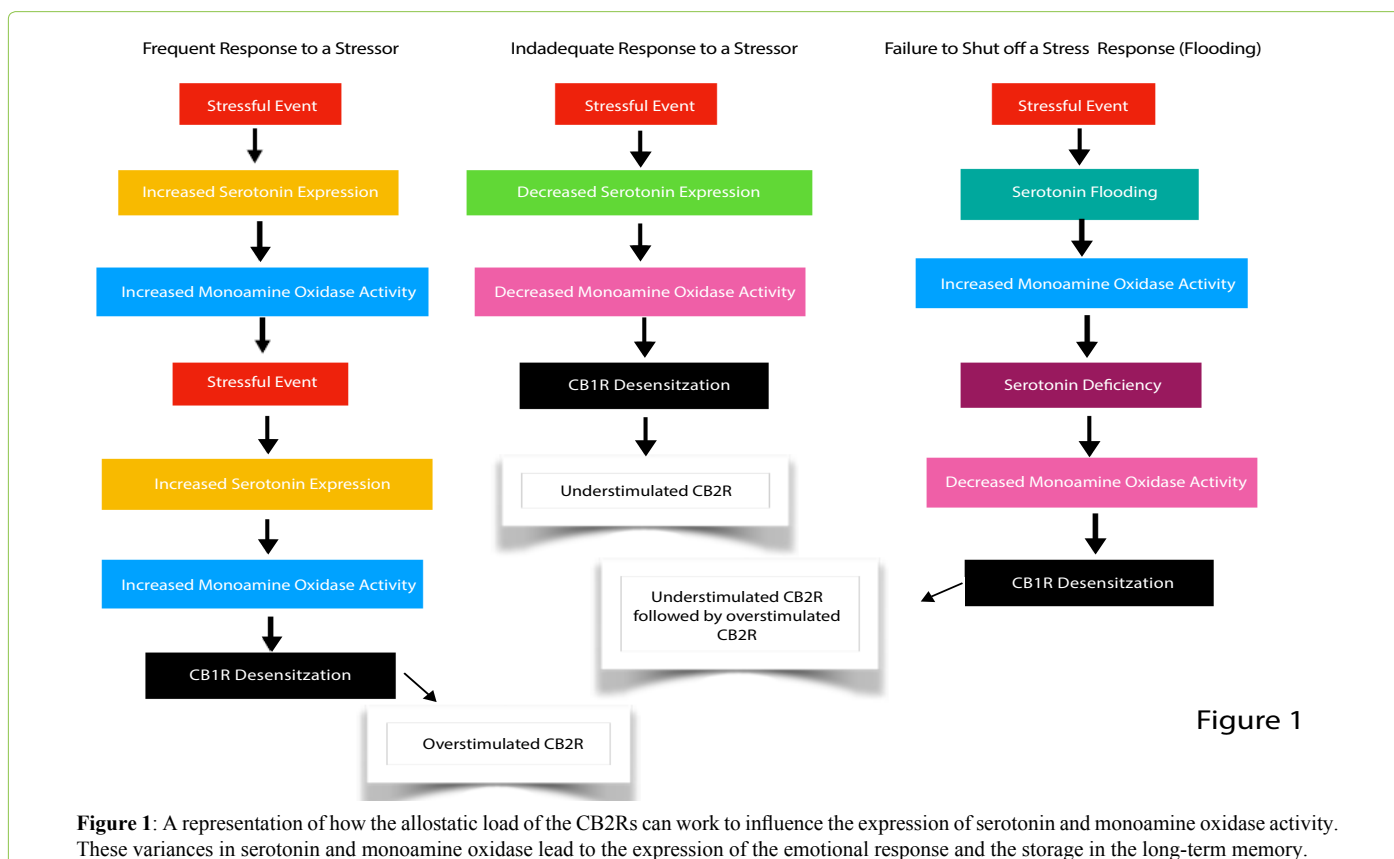 Frequent Response to a Stressor
Stressful Event
Increased Serotonin Expression
Increased Monoamine Oxidase Activity
Stressful Event
Increased Serotonin Expression
Increased Monoamine Oxidase Activity
CB1R Desensitzation
Overstimulated CB2R
Indadequate Response to a Stressor
Stressful Event
Decreased Serotonin Expression
Decreased Monoamine Oxidase Activity
CB1R Desensitzation
Understimulated CB2R
Failure to Shut off a Stress Response (Flooding)
Stressful Event
Serotonin Flooding
Increased Monoamine Oxidase Activity
Serotonin Deficiency
Decreased Monoamine Oxidase Activity
CB1R Desensitzation
Understimulated CB2R
followed by overstimulated
CB2R
Figure 1
Figure 1: A representation of how the allostatic load of the CB2Rs can work to influence the expression of serotonin and monoamine oxidase activity.
These variances in serotonin and monoamine oxidase lead to the expression of the emotional response and the storage in the long-term memory.